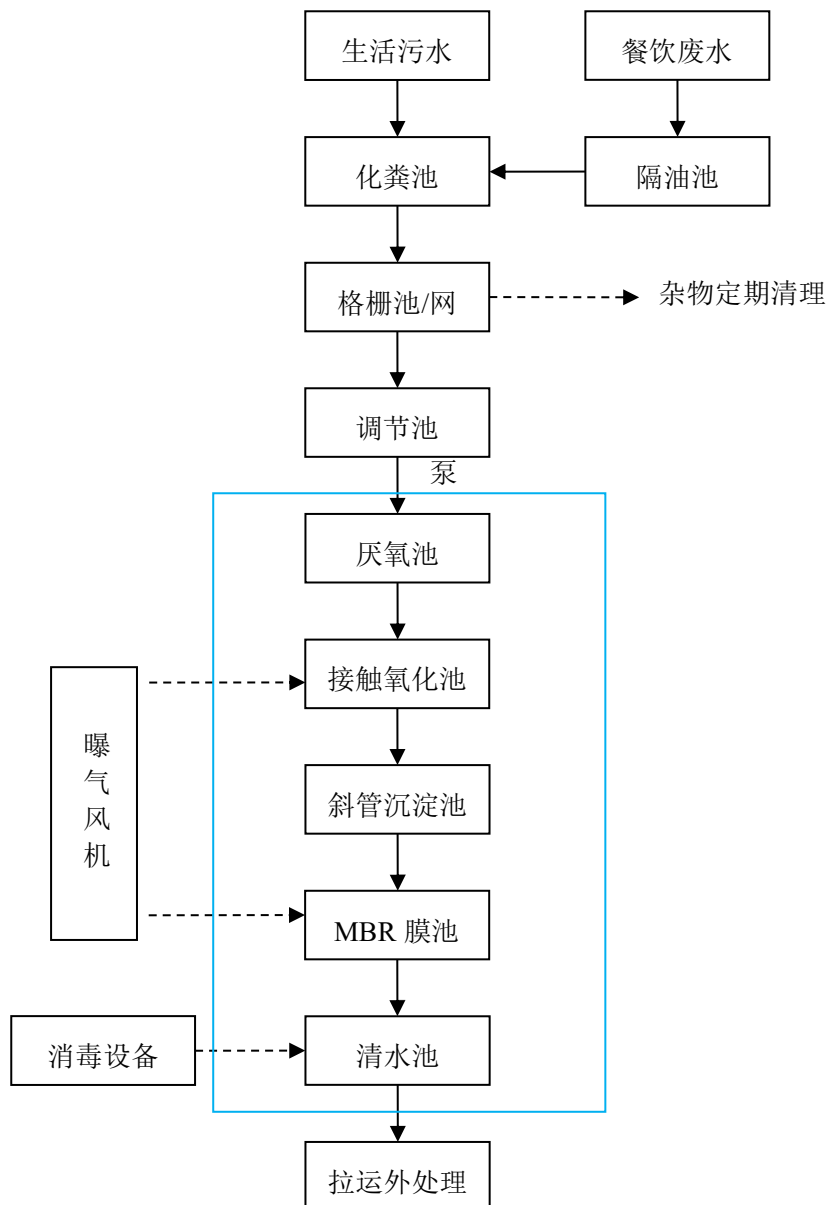 生活污水
餐饮废水
化粪池
隔油池
格栅池/网
杂物定期清理
调节池
泵
厌氧池
接触氧化池
曝
气
风
机
斜管沉淀池
MBR 膜池
消毒设备
清水池
拉运外处理